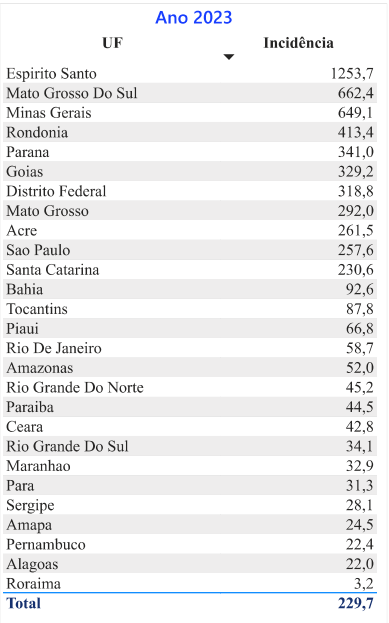 Ano 2023
UF Incidência
Espirito Santo 1253,7
Mato Grosso Do Sul 662,4
Minas Gerais 649,1
Rondonia 413,4
Parana 341,0
Goias 329,2
Distrito Federal 318,8
Mato Grosso 292,0
Acre 261,5
Sao Paulo 257,6
Santa Catarina 230,6
Bahia 92,6
Tocantins 87,8
Piaui 66,8
Rio De Janeiro 58,7
Amazonas 52,0
Rio Grande Do Norte 45,2
Paraiba 44,5
Ceara 42,8
Rio Grande Do Sul 34,1
Maranhao 32,9
Para 31,3
Sergipe 28,1
Amapa 24,5
Pernambuco 22,4
Alagoas 22,0
Roraima 3,2
Total 229,7